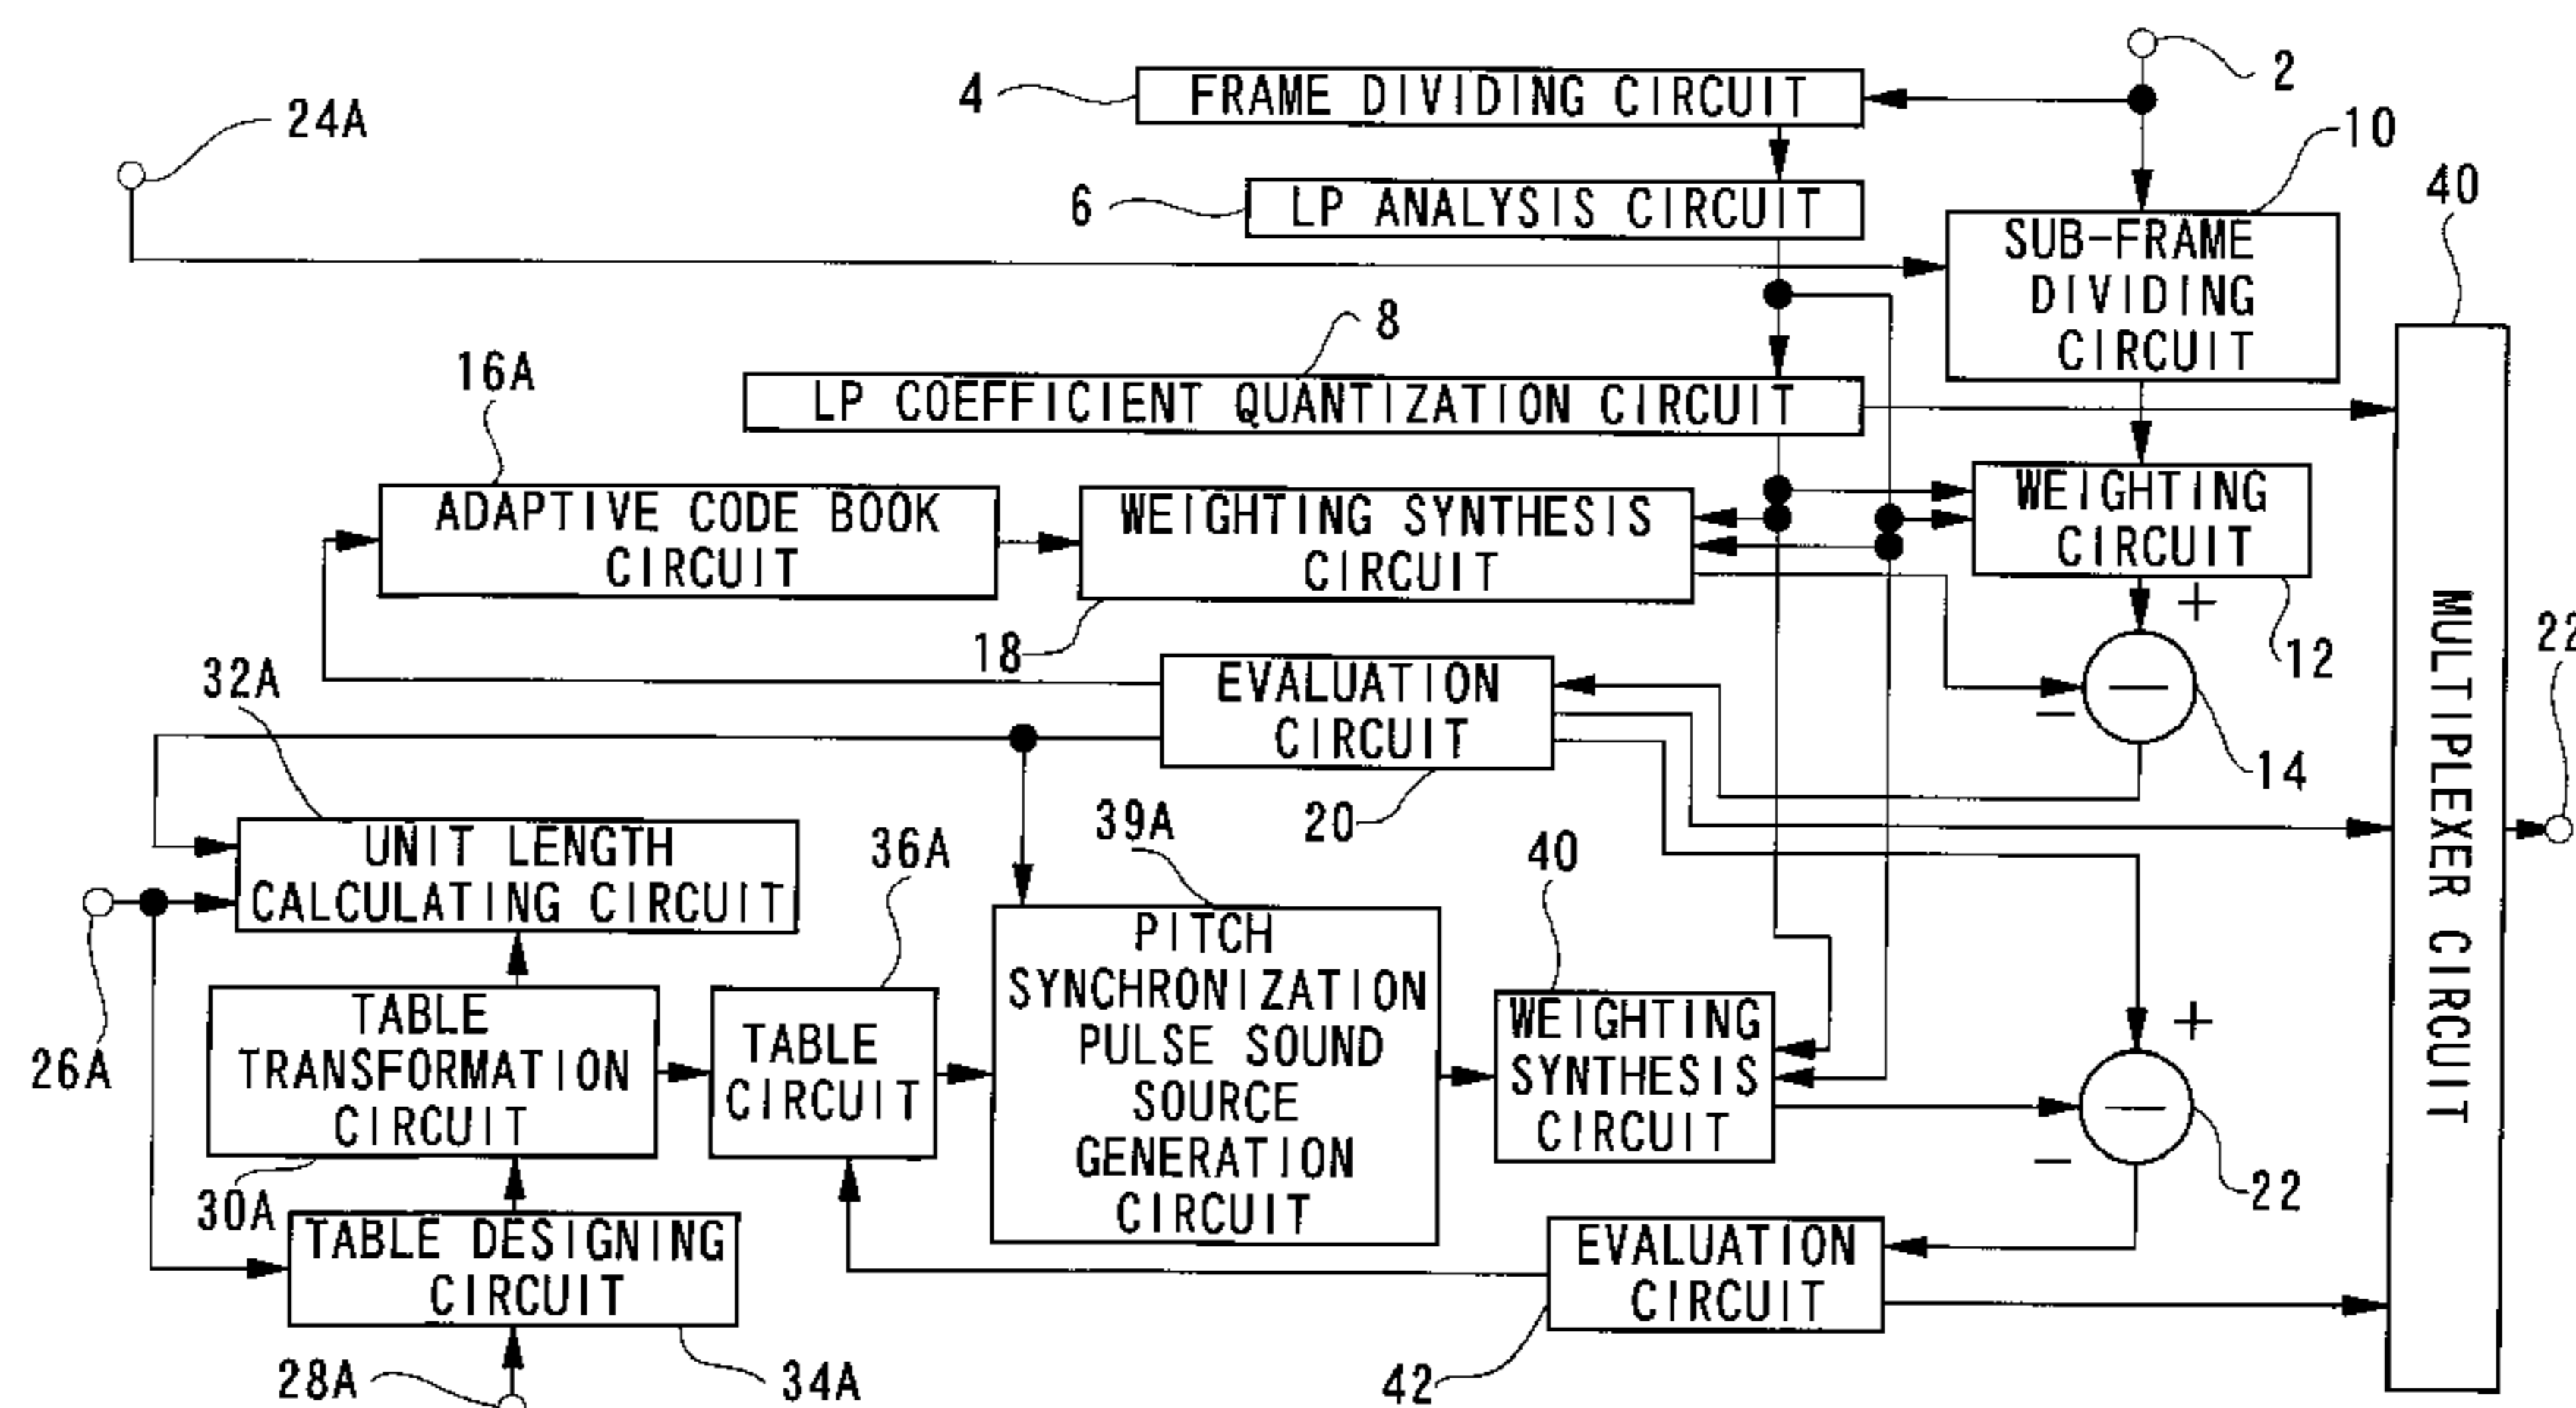 2
4
FRAME DIVIDING CIRCUIT
24A
10
6
LP ANALYSIS CIRCUIT
40
SUB-FRAME
DIVIDING
CIRCUIT
8
16A
LP COEFFICIENT QUANTIZATION CIRCUIT
ADAPTIVE CODE BOOK
CIRCUIT
WEIGHTING SYNTHESIS
CIRCUIT
WEIGHTING
CIRCUIT
+
18
12
22
MULTIPLEXER CIRCUIT
32A
EVALUATION
CIRCUIT
—
—
14
20
39A
36A
40
UNIT LENGTH
CALCULATING CIRCUIT
26A
TABLE
TRANSFORMATION
CIRCUIT
TABLE
CIRCUIT
PITCH
SYNCHRONIZATION
PULSE SOUND
SOURCE
GENERATION
CIRCUIT
WEIGHTING
SYNTHESIS
CIRCUIT
+
—
—
22
30A
TABLE DESIGNING
CIRCUIT
EVALUATION
CIRCUIT
28A
34A
42